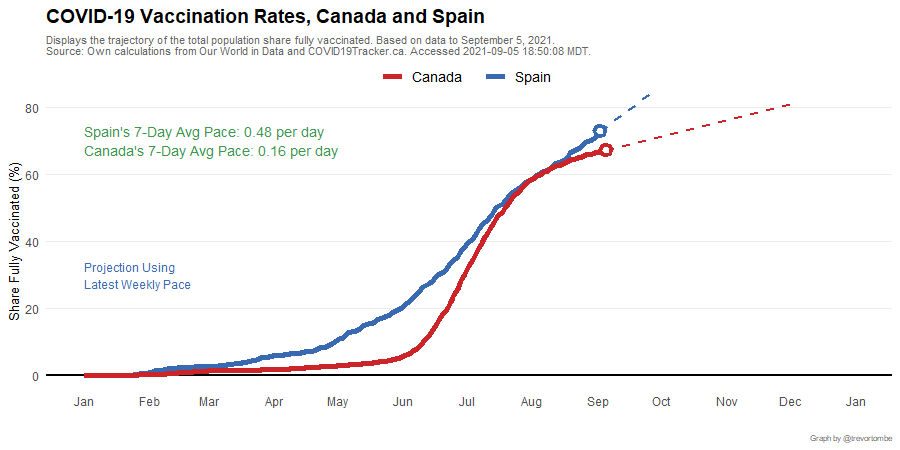 COVID-19 Vaccination Rates, Canada and Spain
Displays the trajectory of the total population share fully vaccinated. Based on data to September 5, 2021.
Source: Own calculations from Our World in Data and COVID19Tracker.ca. Accessed 2021-09-05 18:50:08 MDT.
Canada Spain
80
Spain's 7-Day Avg Pace: 0.48 per day
Canada's 7-Day Avg Pace: 0.16 per day
60
Share Fully Vaccinated (%)
40
Projection Using
Latest Weekly Pace
20
0
Jan Feb Mar Apr May Jun Jul Aug Sep Oct Nov Dec Jan
Graph by @trevortombe